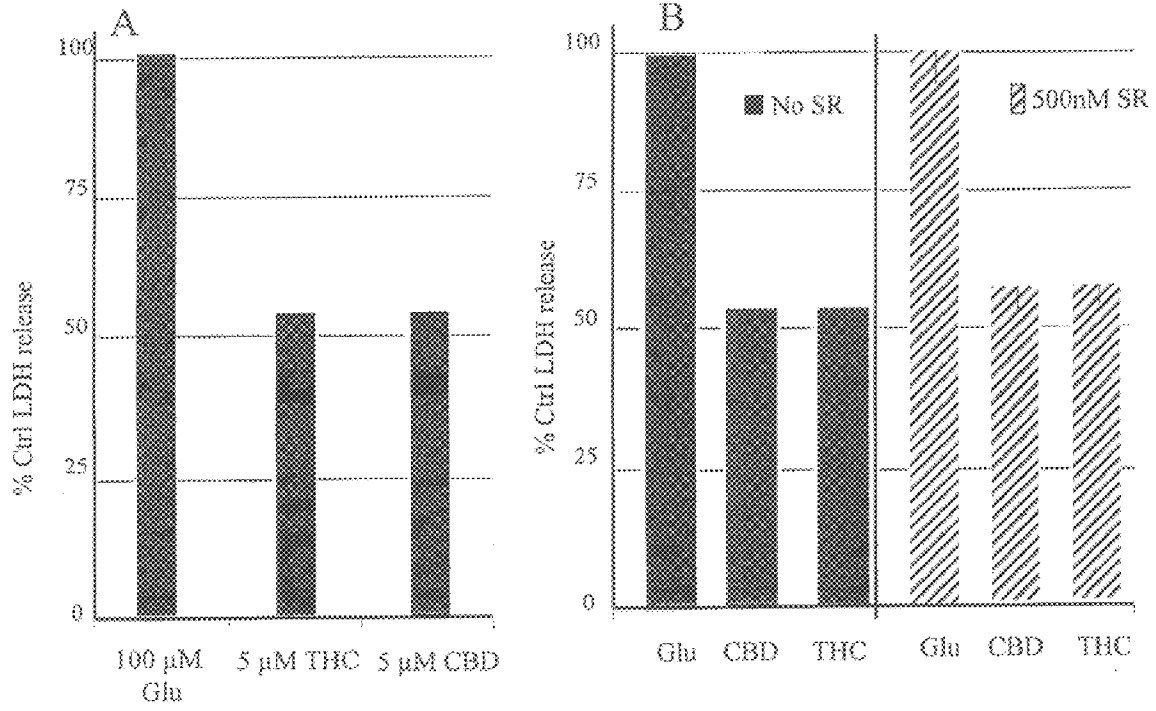 A
% Ctrl LDH release
100
75
50
25
0
100 µM
Glu
5 µM THC
5 µM CBD
B
% Ctrl LDH release
100
75
50
25
0
No SR
500nM SR
Glu
CBD
THC
Glu
CBD
THC